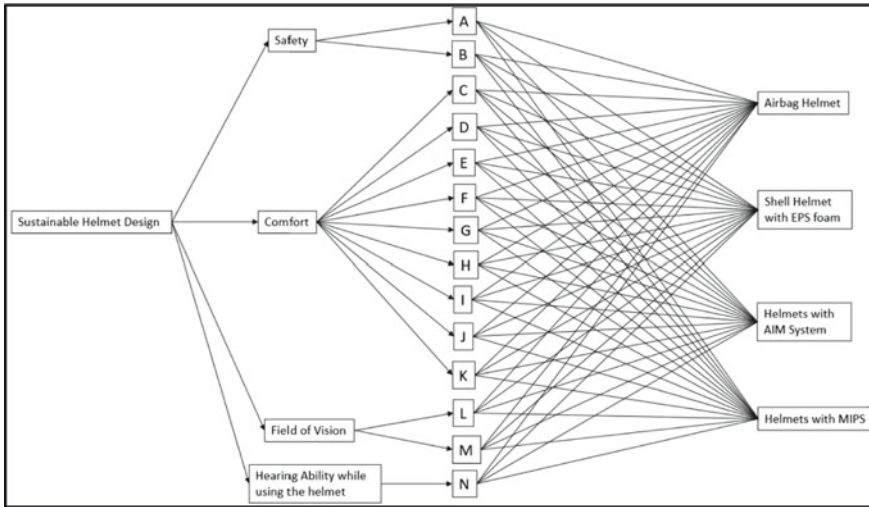 Sustainable Helmet Design
Safety
Comfort
Field of Vision
Hearing Ability while
using the helmet
A
B
C
D
E
F
G
H
I
J
K
L
M
N
Airbag Helmet
Shell Helmet
with EPS foam
Helmets with
AIM System
Helmets with MIPS